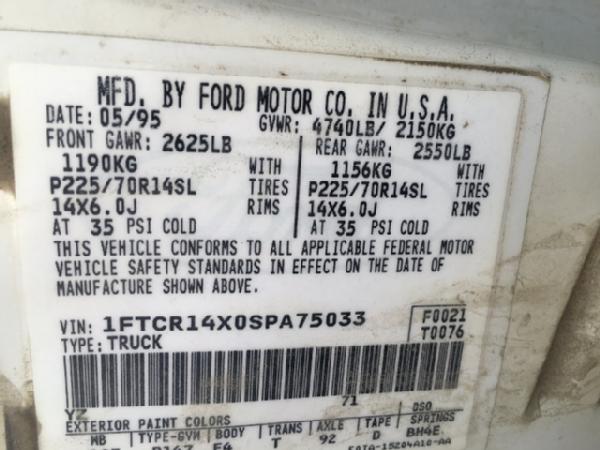 MFD. BY FORD MOTOR CO. IN U.S.A.
DATE: 05/95 GVWR: 4740LB/ 2150KG
FRONT GAWR: 2625LB REAR GAWR: 2550LB
1190KG WITH 1156KG WITH
P225/70R14SL TIRES P225/70R14SL TIRES
14X6.0J RIMS 14X6.0J RIMS
AT 35 PSI COLD AT 35 PSI COLD
THIS VEHICLE CONFORMS TO ALL APPLICABLE FEDERAL MOTOR
VEHICLE SAFETY STANDARDS IN EFFECT ON THE DATE OF
MANUFACTURE SHOWN ABOVE.
VIN: 1FTCR14X0SPA75033 F0021
TYPE: TRUCK T0076
71
YZ DSO
EXTERIOR PAINT COLORS
WB TYPE-GVM BODY TRANS AXLE TAPE SPRINGS
T 92 D BH4E